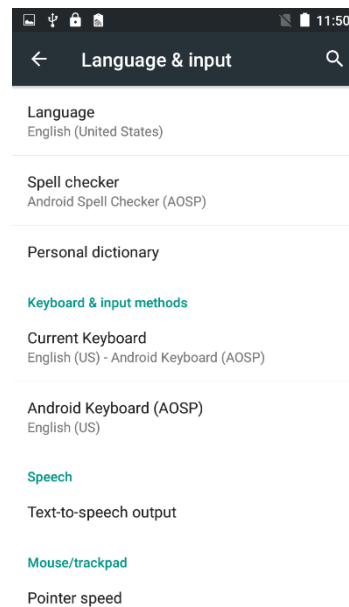 11:50
Language & input
Language
English (United States)
Spell checker
Android Spell Checker (AOSP)
Personal dictionary
Keyboard & input methods
Current Keyboard
English (US) - Android Keyboard (AOSP)
Android Keyboard (AOSP)
English (US)
Speech
Text-to-speech output
Mouse/trackpad
Pointer speed